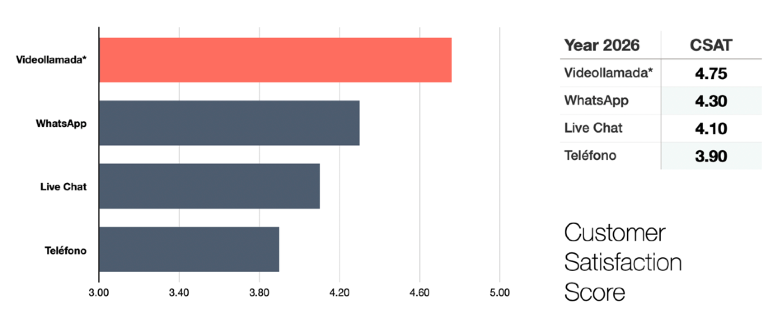 Videollamada*
WhatsApp
Live Chat
Teléfono
3.00 3.40 3.80 4.20 4.60 5.00
Year 2026 CSAT
Videollamada* 4.75
WhatsApp 4.30
Live Chat 4.10
Teléfono 3.90
Customer
Satisfaction
Score